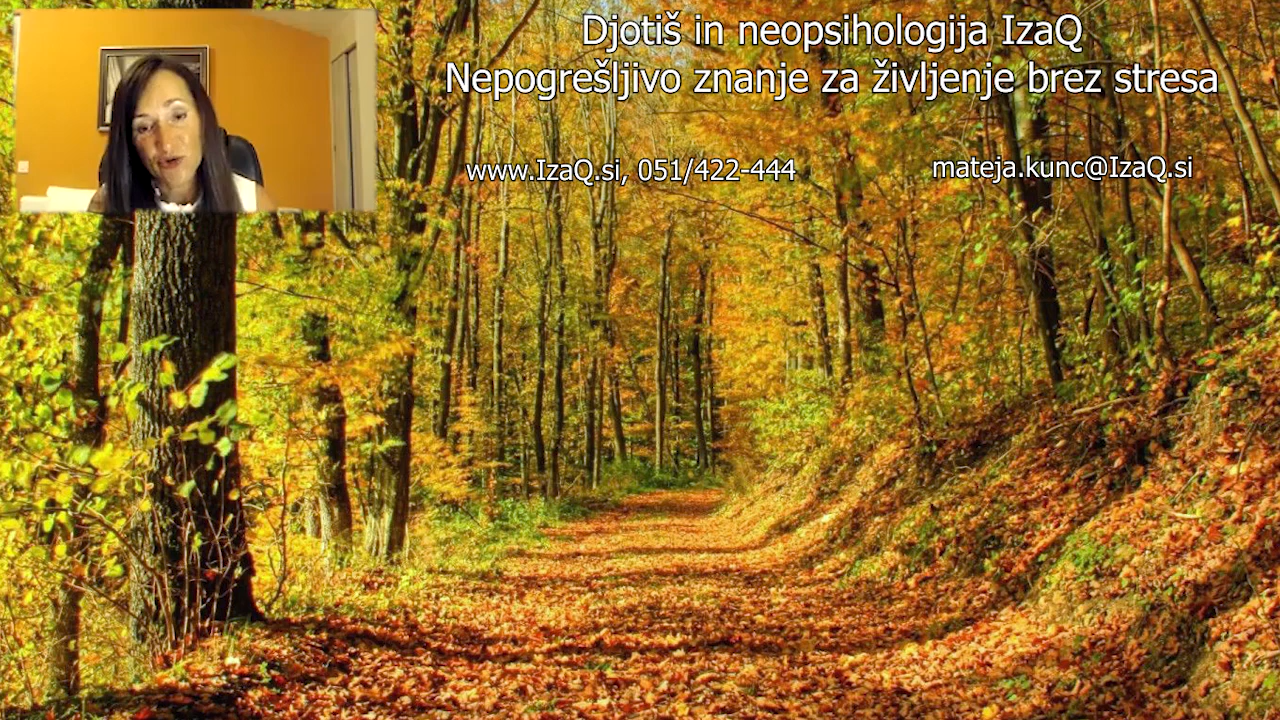 Djotiš in neopsihologija IzaQ
Nepogrešljivo znanje za življenje brez stresa
www.IzaQ.si, 051/422-444
mateja.kunc@IzaQ.si